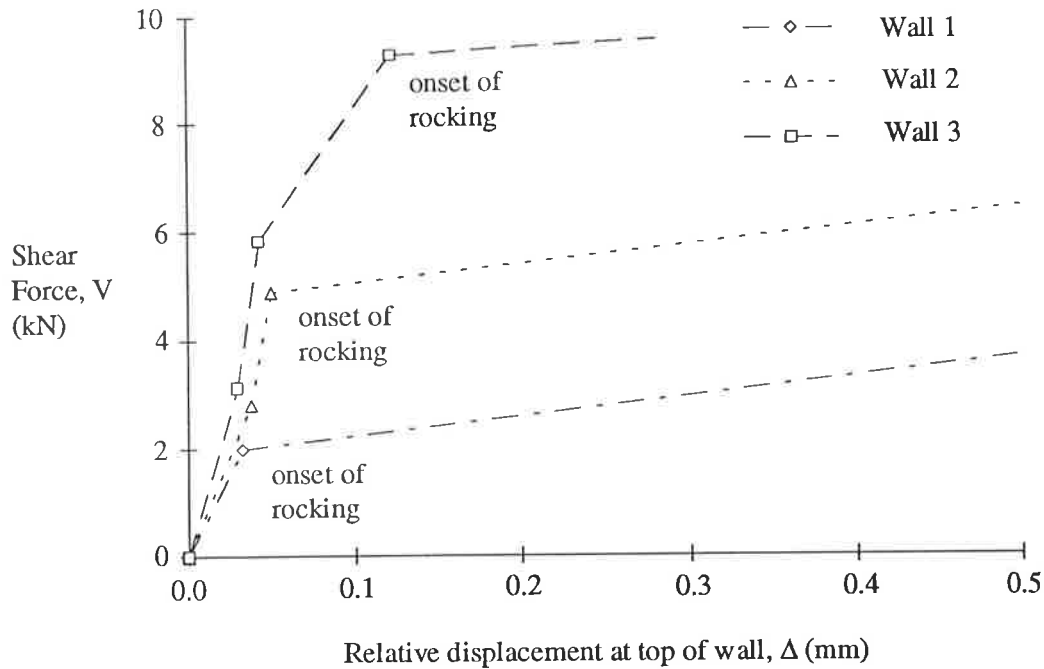 10
8
6
4
2
0
Shear
Force, V
(kN)
Wall 1
Wall 2
Wall 3
onset of
rocking
onset of
rocking
onset of
rocking
0.0
0.1
0.2
0.3
0.4
0.5
Relative displacement at top of wall, Δ (mm)